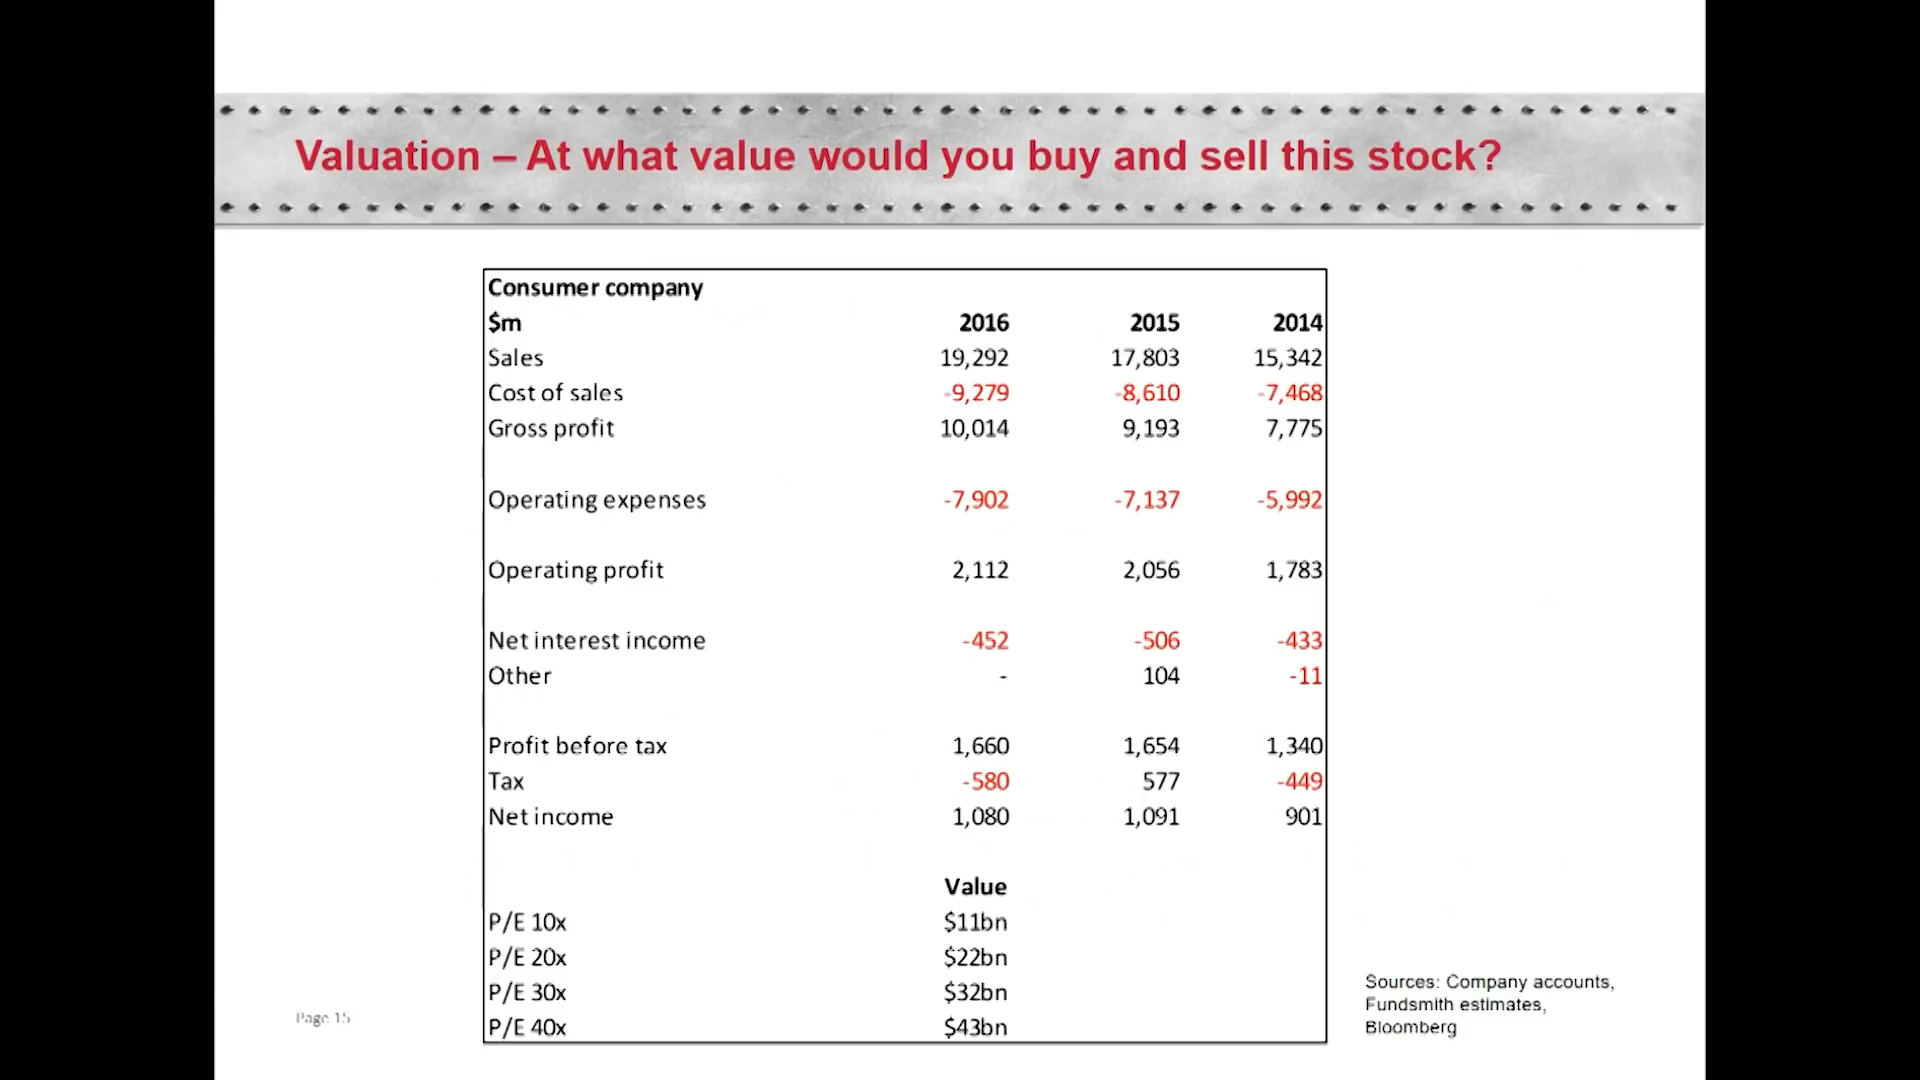 Valuation – At what value would you buy and sell this stock?
Consumer company
$m 2016 2015 2014
Sales 19,292 17,803 15,342
Cost of sales -9,279 -8,610 -7,468
Gross profit 10,014 9,193 7,775
Operating expenses -7,902 -7,137 -5,992
Operating profit 2,112 2,056 1,783
Net interest income -452 -506 -433
Other - 104 -11
Profit before tax 1,660 1,654 1,340
Tax -580 577 -449
Net income 1,080 1,091 901
Value
P/E 10x $11bn
P/E 20x $22bn
P/E 30x $32bn
P/E 40x $43bn
Sources: Company accounts,
Fundsmith estimates,
Bloomberg
Page 15